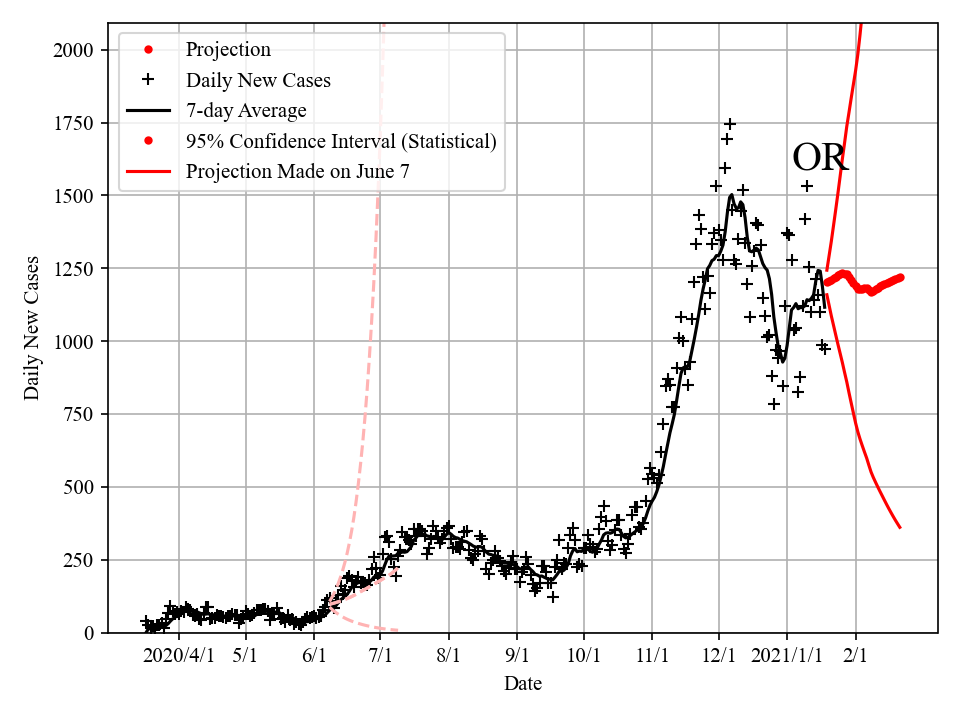 2000
1750
1500
1250
1000
750
500
250
0
Daily New Cases
Projection
Daily New Cases
7-day Average
95% Confidence Interval (Statistical)
Projection Made on June 7
OR
2020/4/1 5/1 6/1 7/1 8/1 9/1 10/1 11/1 12/1 2021/1/1 2/1
Date